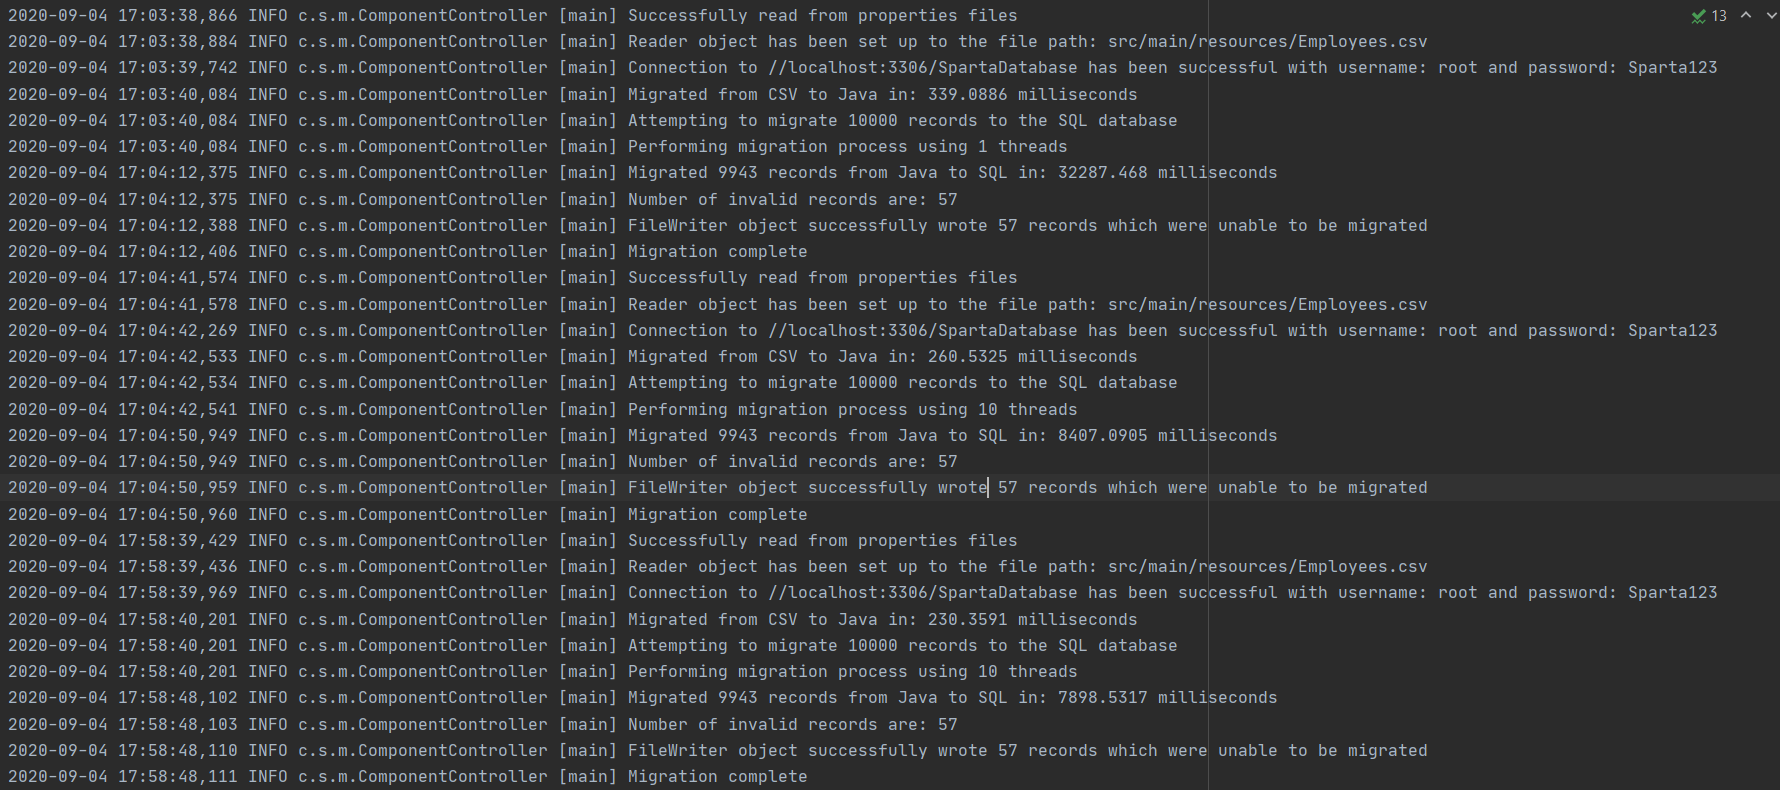 2020-09-04 17:03:38,866 INFO c.s.m.ComponentController [main] Successfully read from properties files
13
2020-09-04 17:03:38,884 INFO c.s.m.ComponentController [main] Reader object has been set up to the file path: src/main/resources/Employees.csv
2020-09-04 17:03:39,742 INFO c.s.m.ComponentController [main] Connection to //localhost:3306/SpartaDatabase has been successful with username: root and password: Sparta123
2020-09-04 17:03:40,084 INFO c.s.m.ComponentController [main] Migrated from CSV to Java in: 339.0886 milliseconds
2020-09-04 17:03:40,084 INFO c.s.m.ComponentController [main] Attempting to migrate 10000 records to the SQL database
2020-09-04 17:03:40,084 INFO c.s.m.ComponentController [main] Performing migration process using 1 threads
2020-09-04 17:04:12,375 INFO c.s.m.ComponentController [main] Migrated 9943 records from Java to SQL in: 32287.468 milliseconds
2020-09-04 17:04:12,375 INFO c.s.m.ComponentController [main] Number of invalid records are: 57
2020-09-04 17:04:12,388 INFO c.s.m.ComponentController [main] FileWriter object successfully wrote 57 records which were unable to be migrated
2020-09-04 17:04:12,406 INFO c.s.m.ComponentController [main] Migration complete
2020-09-04 17:04:41,574 INFO c.s.m.ComponentController [main] Successfully read from properties files
2020-09-04 17:04:41,578 INFO c.s.m.ComponentController [main] Reader object has been set up to the file path: src/main/resources/Employees.csv
2020-09-04 17:04:42,269 INFO c.s.m.ComponentController [main] Connection to //localhost:3306/SpartaDatabase has been successful with username: root and password: Sparta123
2020-09-04 17:04:42,533 INFO c.s.m.ComponentController [main] Migrated from CSV to Java in: 260.5325 milliseconds
2020-09-04 17:04:42,534 INFO c.s.m.ComponentController [main] Attempting to migrate 10000 records to the SQL database
2020-09-04 17:04:42,541 INFO c.s.m.ComponentController [main] Performing migration process using 10 threads
2020-09-04 17:04:50,949 INFO c.s.m.ComponentController [main] Migrated 9943 records from Java to SQL in: 8407.0905 milliseconds
2020-09-04 17:04:50,949 INFO c.s.m.ComponentController [main] Number of invalid records are: 57
2020-09-04 17:04:50,959 INFO c.s.m.ComponentController [main] FileWriter object successfully wrote 57 records which were unable to be migrated
2020-09-04 17:04:50,960 INFO c.s.m.ComponentController [main] Migration complete
2020-09-04 17:58:39,429 INFO c.s.m.ComponentController [main] Successfully read from properties files
2020-09-04 17:58:39,436 INFO c.s.m.ComponentController [main] Reader object has been set up to the file path: src/main/resources/Employees.csv
2020-09-04 17:58:39,969 INFO c.s.m.ComponentController [main] Connection to //localhost:3306/SpartaDatabase has been successful with username: root and password: Sparta123
2020-09-04 17:58:40,201 INFO c.s.m.ComponentController [main] Migrated from CSV to Java in: 230.3591 milliseconds
2020-09-04 17:58:40,201 INFO c.s.m.ComponentController [main] Attempting to migrate 10000 records to the SQL database
2020-09-04 17:58:40,201 INFO c.s.m.ComponentController [main] Performing migration process using 10 threads
2020-09-04 17:58:48,102 INFO c.s.m.ComponentController [main] Migrated 9943 records from Java to SQL in: 7898.5317 milliseconds
2020-09-04 17:58:48,103 INFO c.s.m.ComponentController [main] Number of invalid records are: 57
2020-09-04 17:58:48,110 INFO c.s.m.ComponentController [main] FileWriter object successfully wrote 57 records which were unable to be migrated
2020-09-04 17:58:48,111 INFO c.s.m.ComponentController [main] Migration complete